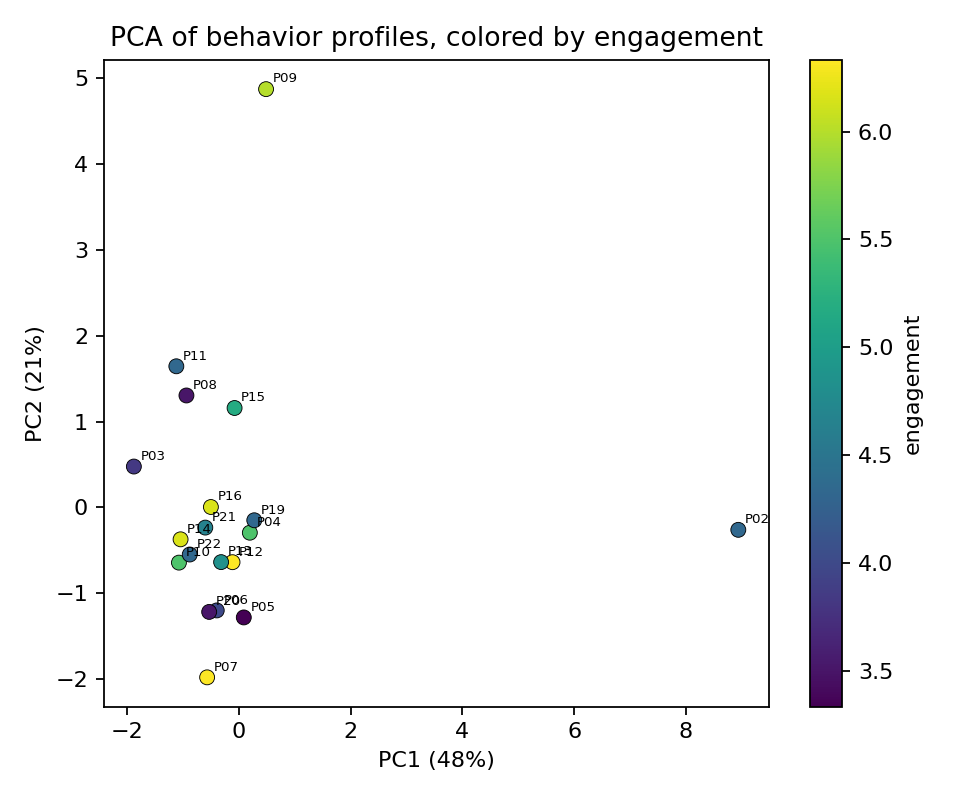 PCA of behavior profiles, colored by engagement
5
4
3
2
1
0
−1
−2
PC2 (21%)
P09
P11
P08
P15
P03
P16
P19
P21
P04
P02
P14
P22
P10
P13
P12
P20
P06
P05
P07
−2
0
2
4
6
8
PC1 (48%)
6.0
5.5
5.0
4.5
4.0
3.5
engagement